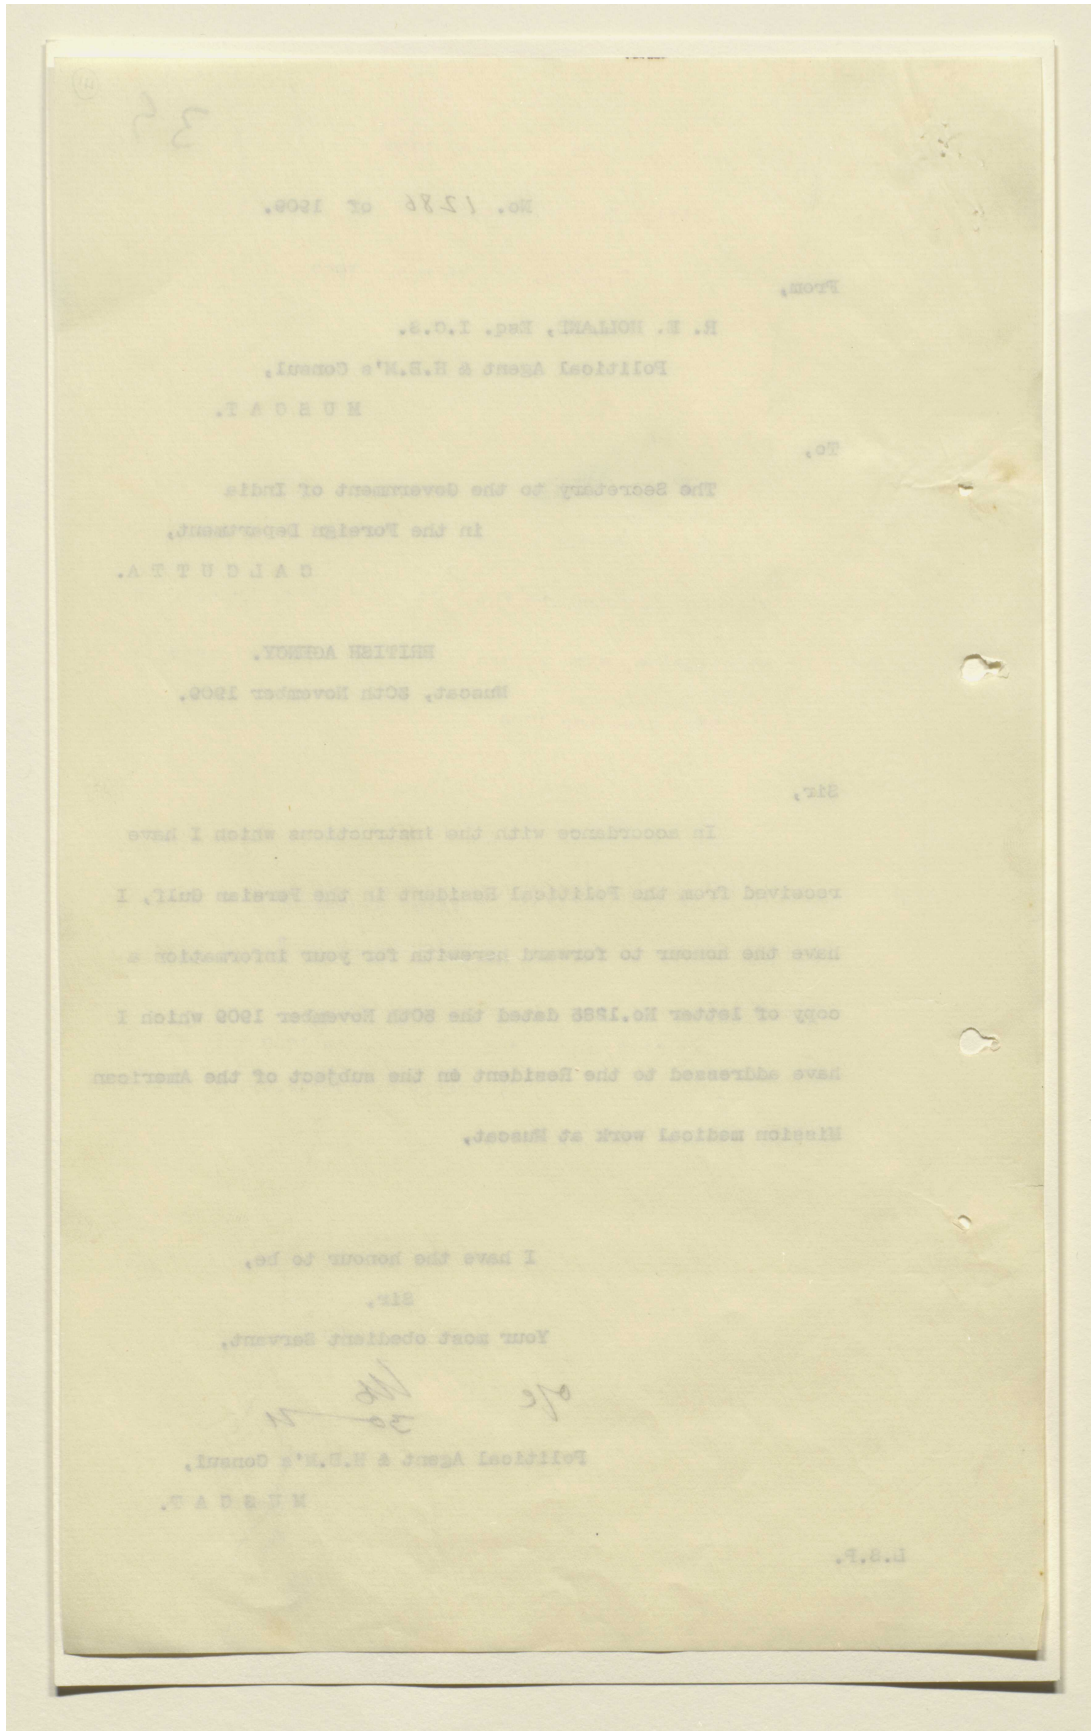 35
No. 1286 of 1909.
From,
R. E. HOLLAND, Esq. I.C.S.
Political Agent & H.B.M's Consul,
M U S C A T.
To,
The Secretary to the Government of India
in the Foreign Department,
C A L C U T T A.
BRITISH AGENCY.
Muscat, 30th November 1909.
Sir,
In accordance with the instructions which I have
received from the Political Resident in the Persian Gulf, I
have the honour to forward herewith for your information a
copy of letter No.1285 dated the 30th November 1909 which I
have addressed to the Resident on the subject of the American
Mission medical work at Muscat,
I have the honour to be,
Sir,
Your most obedient Servant,
30 11
Political Agent & H.B.M's Consul,
M U S C A T.
L.S.P.